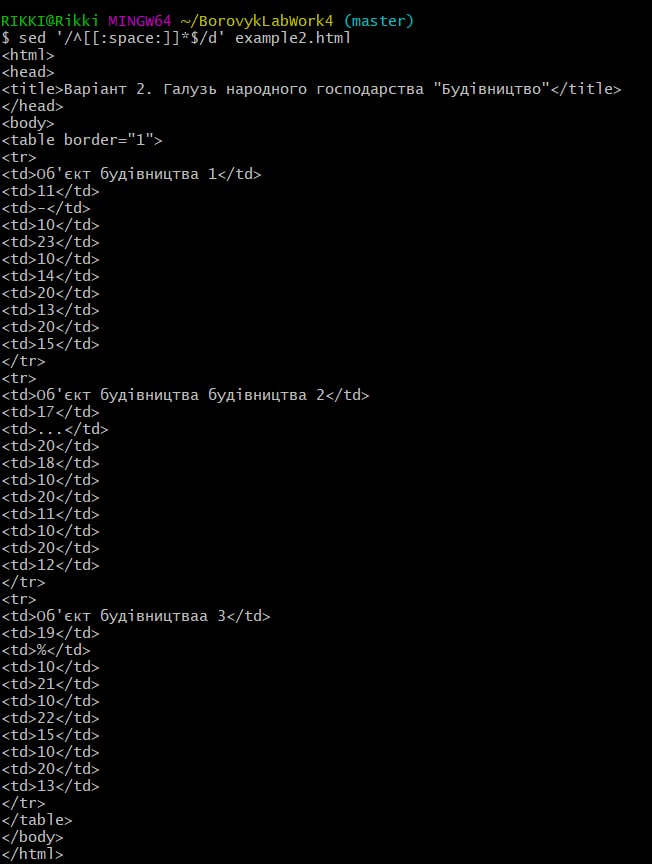 RIKKI@Rikki MINGW64 ~/BorovykLabWork4 (master)
$ sed '/^[[:space:]]*$/d' example2.html
<html>
<head>
<title>Варіант 2. Галузь народного господарства "Будівництво"</title>
</head>
<body>
<table border="1">
<tr>
<td>Об'єкт будівництва 1</td>
<td>11</td>
<td>-</td>
<td>10</td>
<td>23</td>
<td>10</td>
<td>14</td>
<td>20</td>
<td>13</td>
<td>20</td>
<td>15</td>
</tr>
<tr>
<td>Об'єкт будівництва будівництва 2</td>
<td>17</td>
<td>...</td>
<td>20</td>
<td>18</td>
<td>10</td>
<td>20</td>
<td>11</td>
<td>10</td>
<td>20</td>
<td>12</td>
</tr>
<tr>
<td>Об'єкт будівництваа 3</td>
<td>19</td>
<td>%</td>
<td>10</td>
<td>21</td>
<td>10</td>
<td>22</td>
<td>15</td>
<td>10</td>
<td>20</td>
<td>13</td>
</tr>
</table>
</body>
</html>